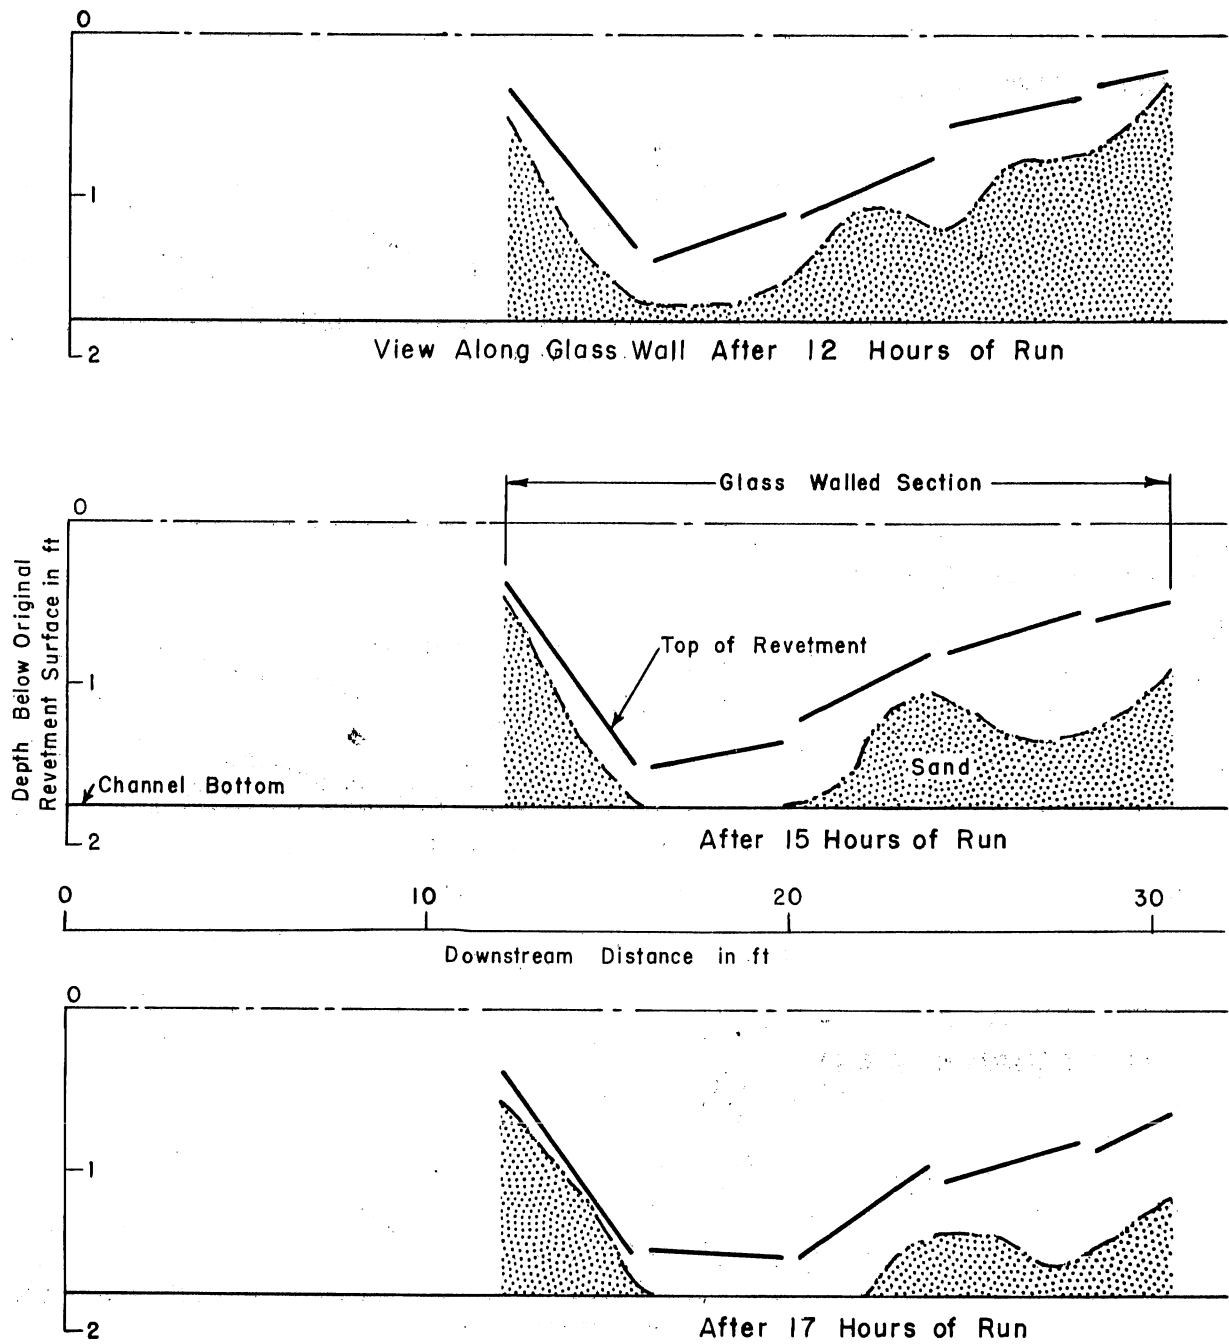 0
-1
-2
View Along Glass Wall After 12 Hours of Run
Glass Walled Section
0
Depth Below Original
Revetment Surface in ft
Top of Revetment
-1
Sand
Channel Bottom
-2
After 15 Hours of Run
0 10 20 30
Downstream Distance in ft
0
-1
-2
After 17 Hours of Run